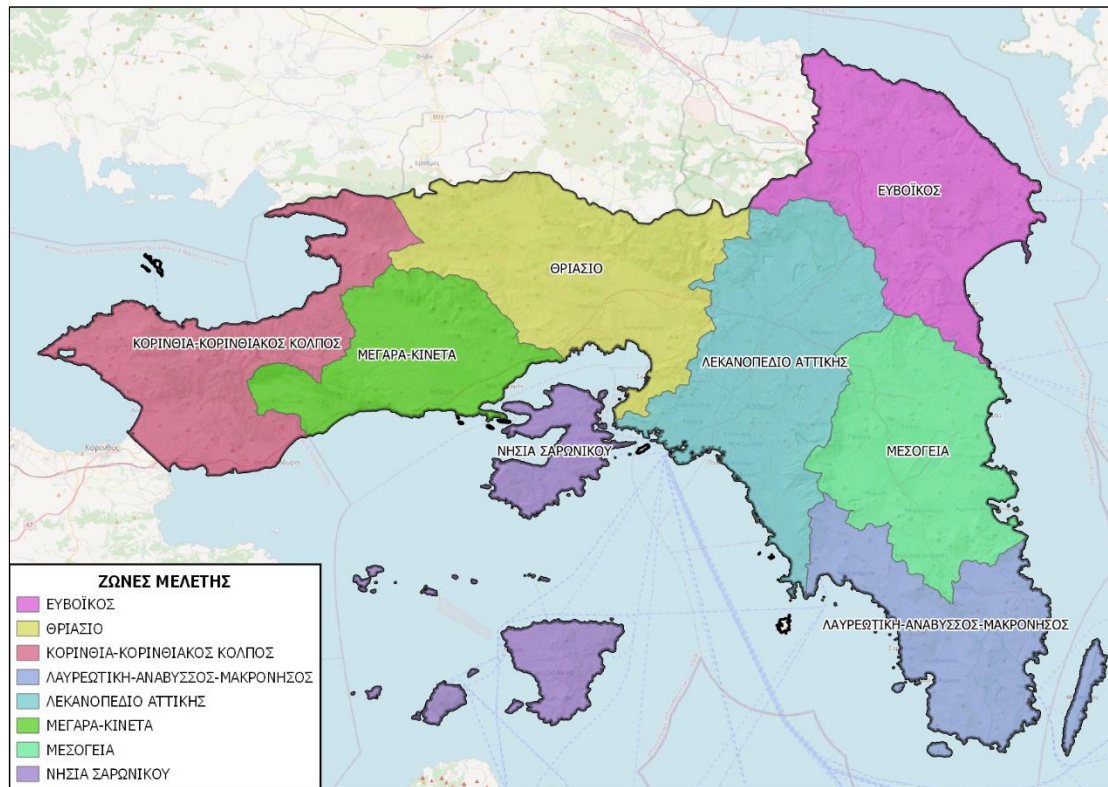 ΕΥΒΟΪΚΟΣ
ΘΡΙΑΣΙΟ
ΚΟΡΙΝΘΙΑ-ΚΟΡΙΝΘΙΑΚΟΣ ΚΟΛΠΟΣ
ΜΕΓΑΡΑ-ΚΙΝΕΤΑ
ΛΕΚΑΝΟΠΕΔΙΟ ΑΤΤΙΚΗΣ
ΝΗΣΙΑ ΣΑΡΩΝΙΚΟΥ
ΜΕΣΟΓΕΙΑ
ΛΑΥΡΕΩΤΙΚΗ-ΑΝΑΒΥΣΣΟΣ-ΜΑΚΡΟΝΗΣΟΣ
Κόρινθος
ΖΩΝΕΣ ΜΕΛΕΤΗΣ
ΕΥΒΟΪΚΟΣ
ΘΡΙΑΣΙΟ
ΚΟΡΙΝΘΙΑ-ΚΟΡΙΝΘΙΑΚΟΣ ΚΟΛΠΟΣ
ΛΑΥΡΕΩΤΙΚΗ-ΑΝΑΒΥΣΣΟΣ-ΜΑΚΡΟΝΗΣΟΣ
ΛΕΚΑΝΟΠΕΔΙΟ ΑΤΤΙΚΗΣ
ΜΕΓΑΡΑ-ΚΙΝΕΤΑ
ΜΕΣΟΓΕΙΑ
ΝΗΣΙΑ ΣΑΡΩΝΙΚΟΥ